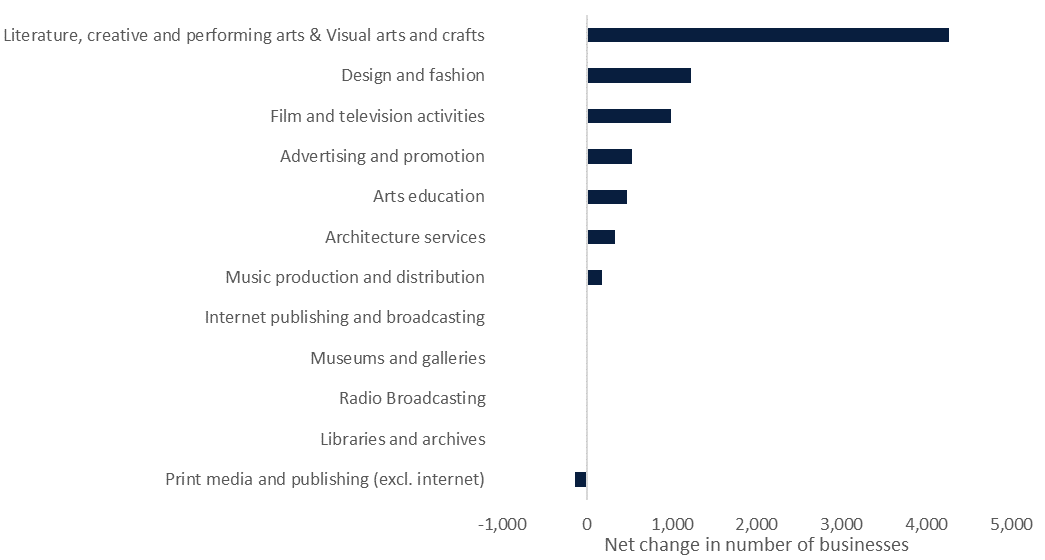 Literature, creative and performing arts & Visual arts and crafts
Design and fashion
Film and television activities
Advertising and promotion
Arts education
Architecture services
Music production and distribution
Internet publishing and broadcasting
Museums and galleries
Radio Broadcasting
Libraries and archives
Print media and publishing (excl. internet)
-1,000 0 1,000 2,000 3,000 4,000 5,000
Net change in number of businesses